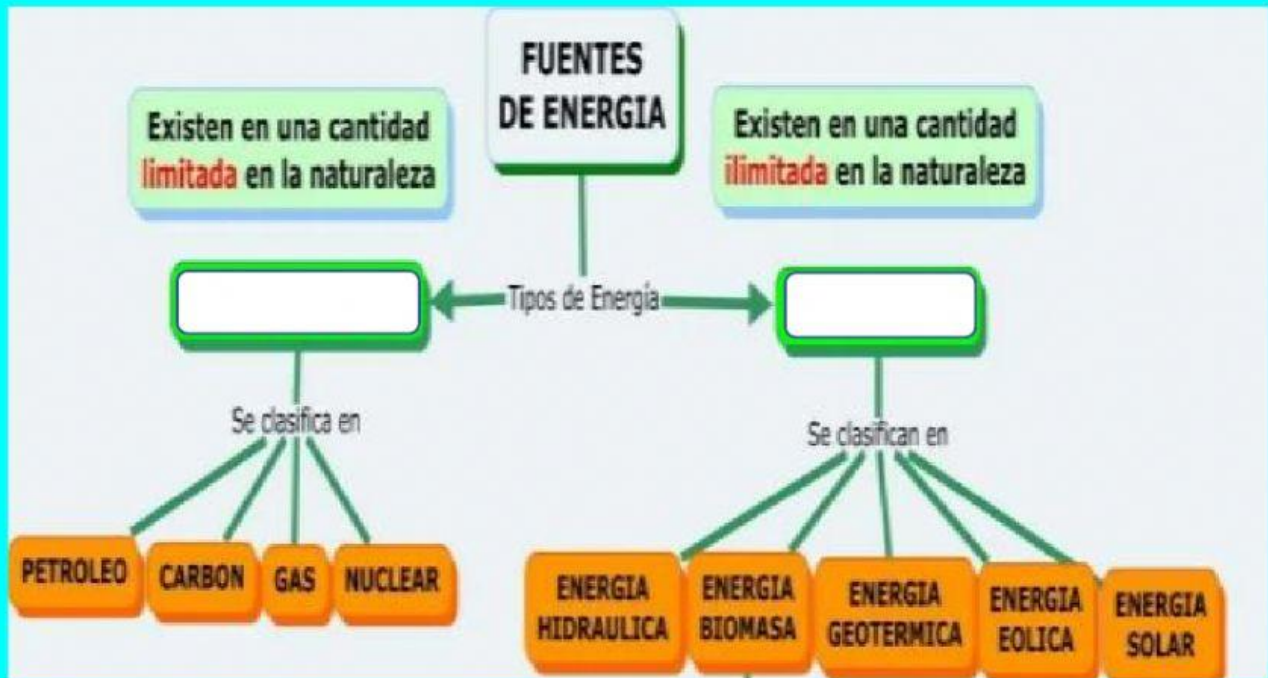 FUENTES
DE ENERGIA
Existen en una cantidad
limitada en la naturaleza
Existen en una cantidad
ilimitada en la naturaleza
Tipos de Energía
Se clasifica en
Se clasifican en
PETROLEO
CARBON
GAS
NUCLEAR
ENERGIA
HIDRAULICA
ENERGIA
BIOMASA
ENERGIA
GEOTERMICA
ENERGIA
EOLICA
ENERGIA
SOLAR